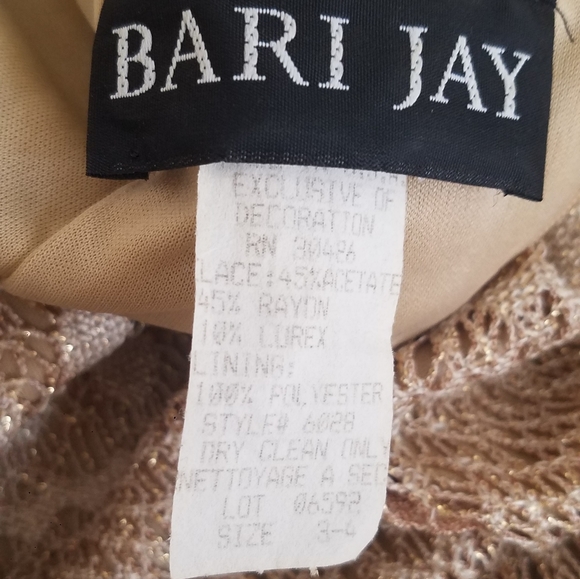 BARI JAY
EXCLUSIVE OF
DECORATION
RN 30486
LACE: 45% ACETATE
45% RAYON
10% LUREX
LINING:
100% POLYESTER
STYLE# 6028
DRY CLEAN ONLY
NETTOYAGE A SEC
LOT 06592
SIZE 3-4